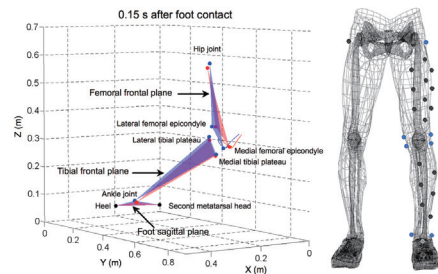 0.15 s after foot contact
0.7
0.6
0.5
0.4
0.3
0.2
0.1
0
Z (m)
Hip joint
Femoral frontal plane
Lateral femoral epicondyle
Lateral tibial plateau
Medial femoral epicondyle
Medial tibial plateau
Tibial frontal plane
Ankle joint
Heel
Second metatarsal head
Foot sagittal plane
0 0.2 0.4 0.6 0.8
Y (m)
0.4 0.2 0
X (m)